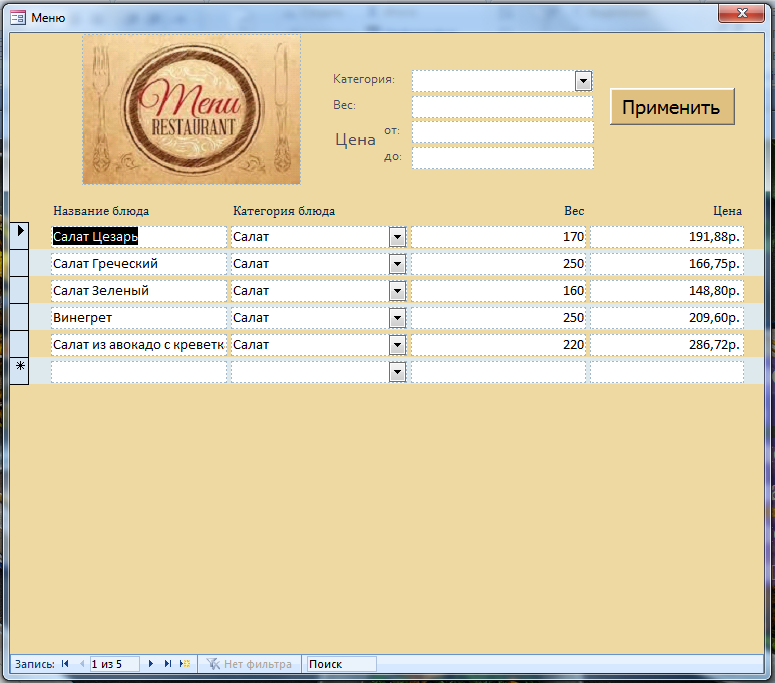 Меню
Menu
RESTAURANT
Категория:
Вес:
Цена от:
до:
Применить
Название блюда Категория блюда Вес Цена
Салат Цезарь Салат 170 191,88р.
Салат Греческий Салат 250 166,75р.
Салат Зеленый Салат 160 148,80р.
Винегрет Салат 250 209,60р.
Салат из авокадо с креветк Салат 220 286,72р.
Запись: 1 из 5 Нет фильтра Поиск